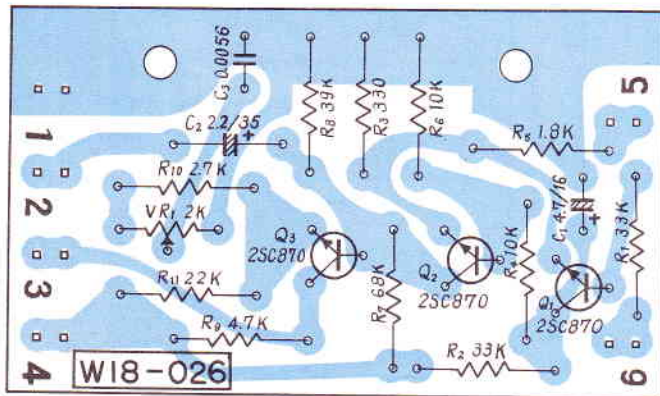 C3 0.0056
R8 39K
R3 330
R6 10K
5
1
C2 2.2/35
+
R5 1.8K
R10 2.7K
2
VR1 2K
C1 4.7/16
+
R1 33K
Q3
2SC870
Q2
2SC870
R4 10K
3
R11 22K
R7 68K
Q1
2SC870
R9 4.7K
R2 33K
4
W18-026
9